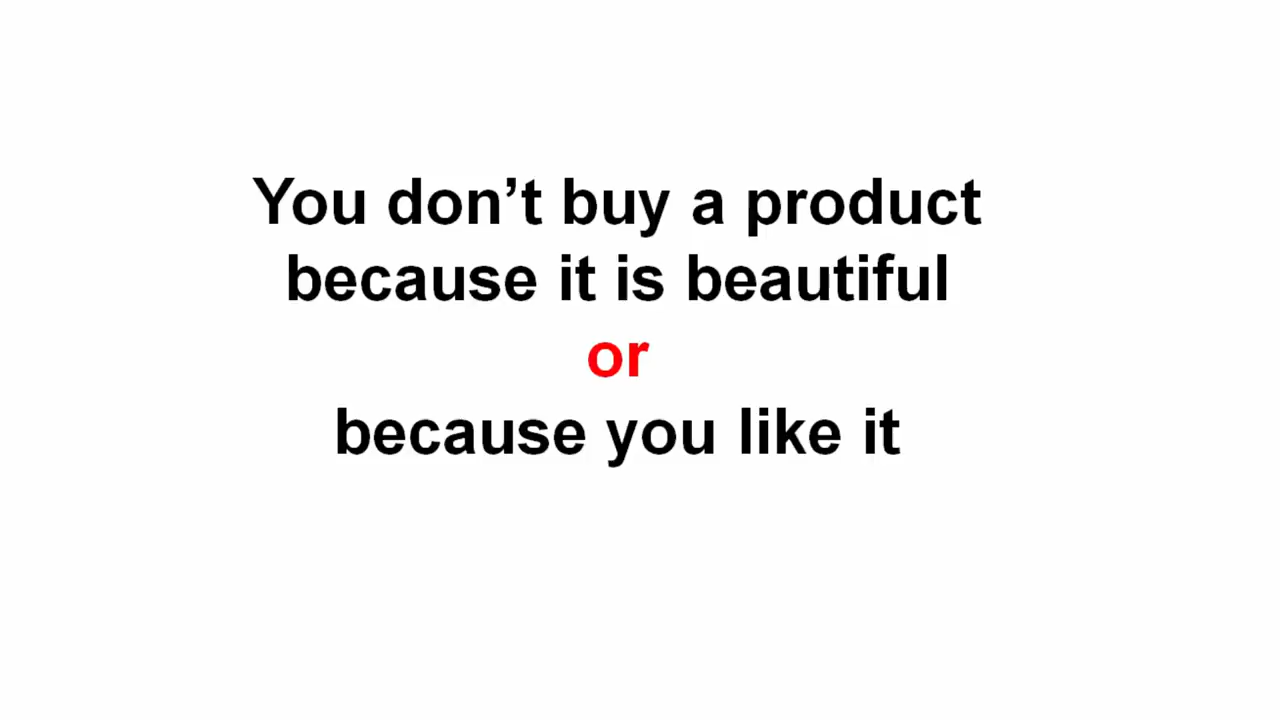 You don’t buy a product
because it is beautiful
or
because you like it